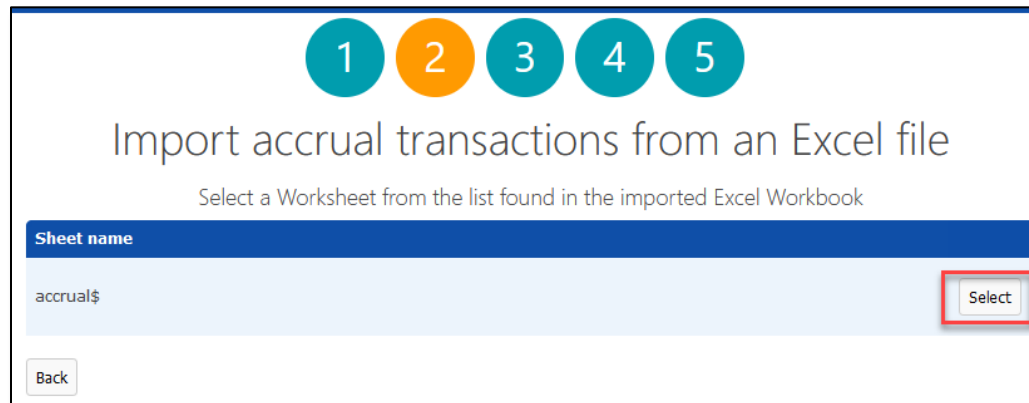 1 2 3 4 5
Import accrual transactions from an Excel file
Select a Worksheet from the list found in the imported Excel Workbook
Sheet name
accrual$ Select
Back